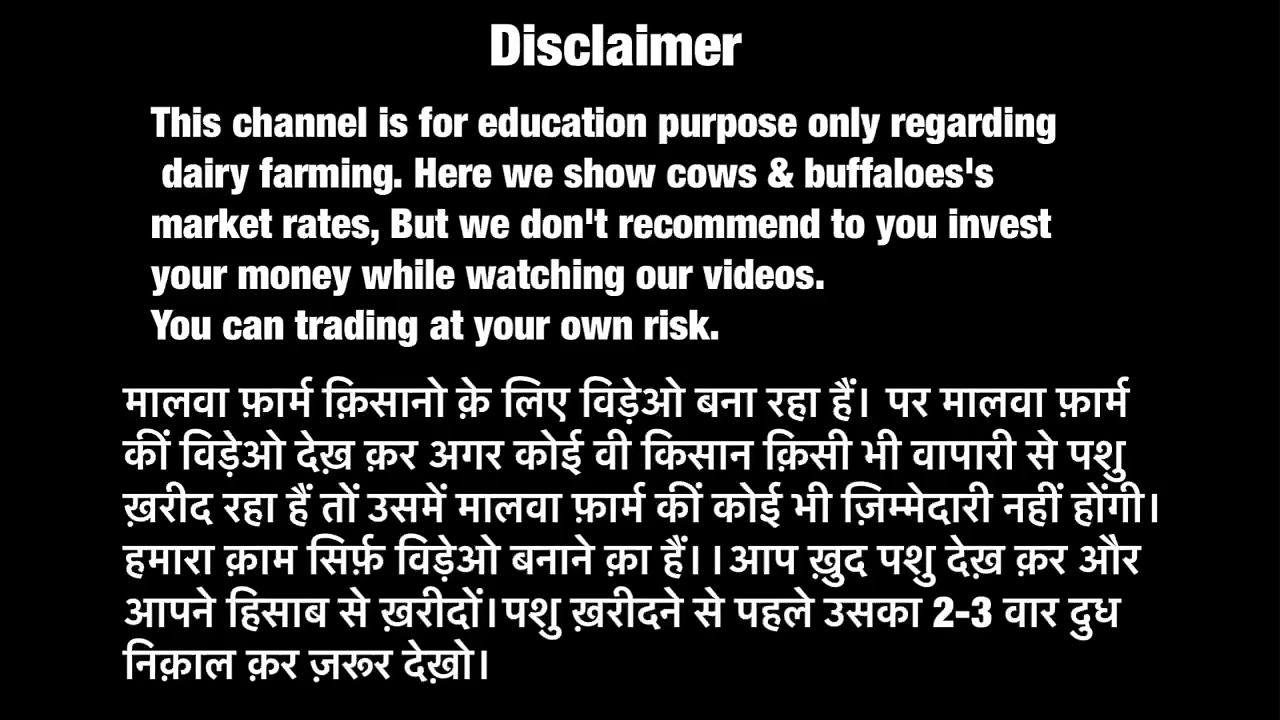 Disclaimer
This channel is for education purpose only regarding
dairy farming. Here we show cows & buffaloes's
market rates, But we don't recommend to you invest
your money while watching our videos.
You can trading at your own risk.
मालवा फ़ार्म क़िसानो क़े लिए विड़ेओ बना रहा हैं। पर मालवा फ़ार्म
कीं विड़ेओ देख़ क़र अगर कोई वी किसान क़िसी भी वापारी से पशु
ख़रीद रहा हैं तों उसमें मालवा फ़ार्म कीं कोई भी ज़िम्मेदारी नहीं होंगी।
हमारा क़ाम सिर्फ़ विड़ेओ बनाने क़ा हैं।।आप ख़ुद पशु देख़ क़र और
आपने हिसाब से ख़रीदों।पशु ख़रीदने से पहले उसका 2-3 वार दुध
निक़ाल क़र ज़रूर देख़ो।